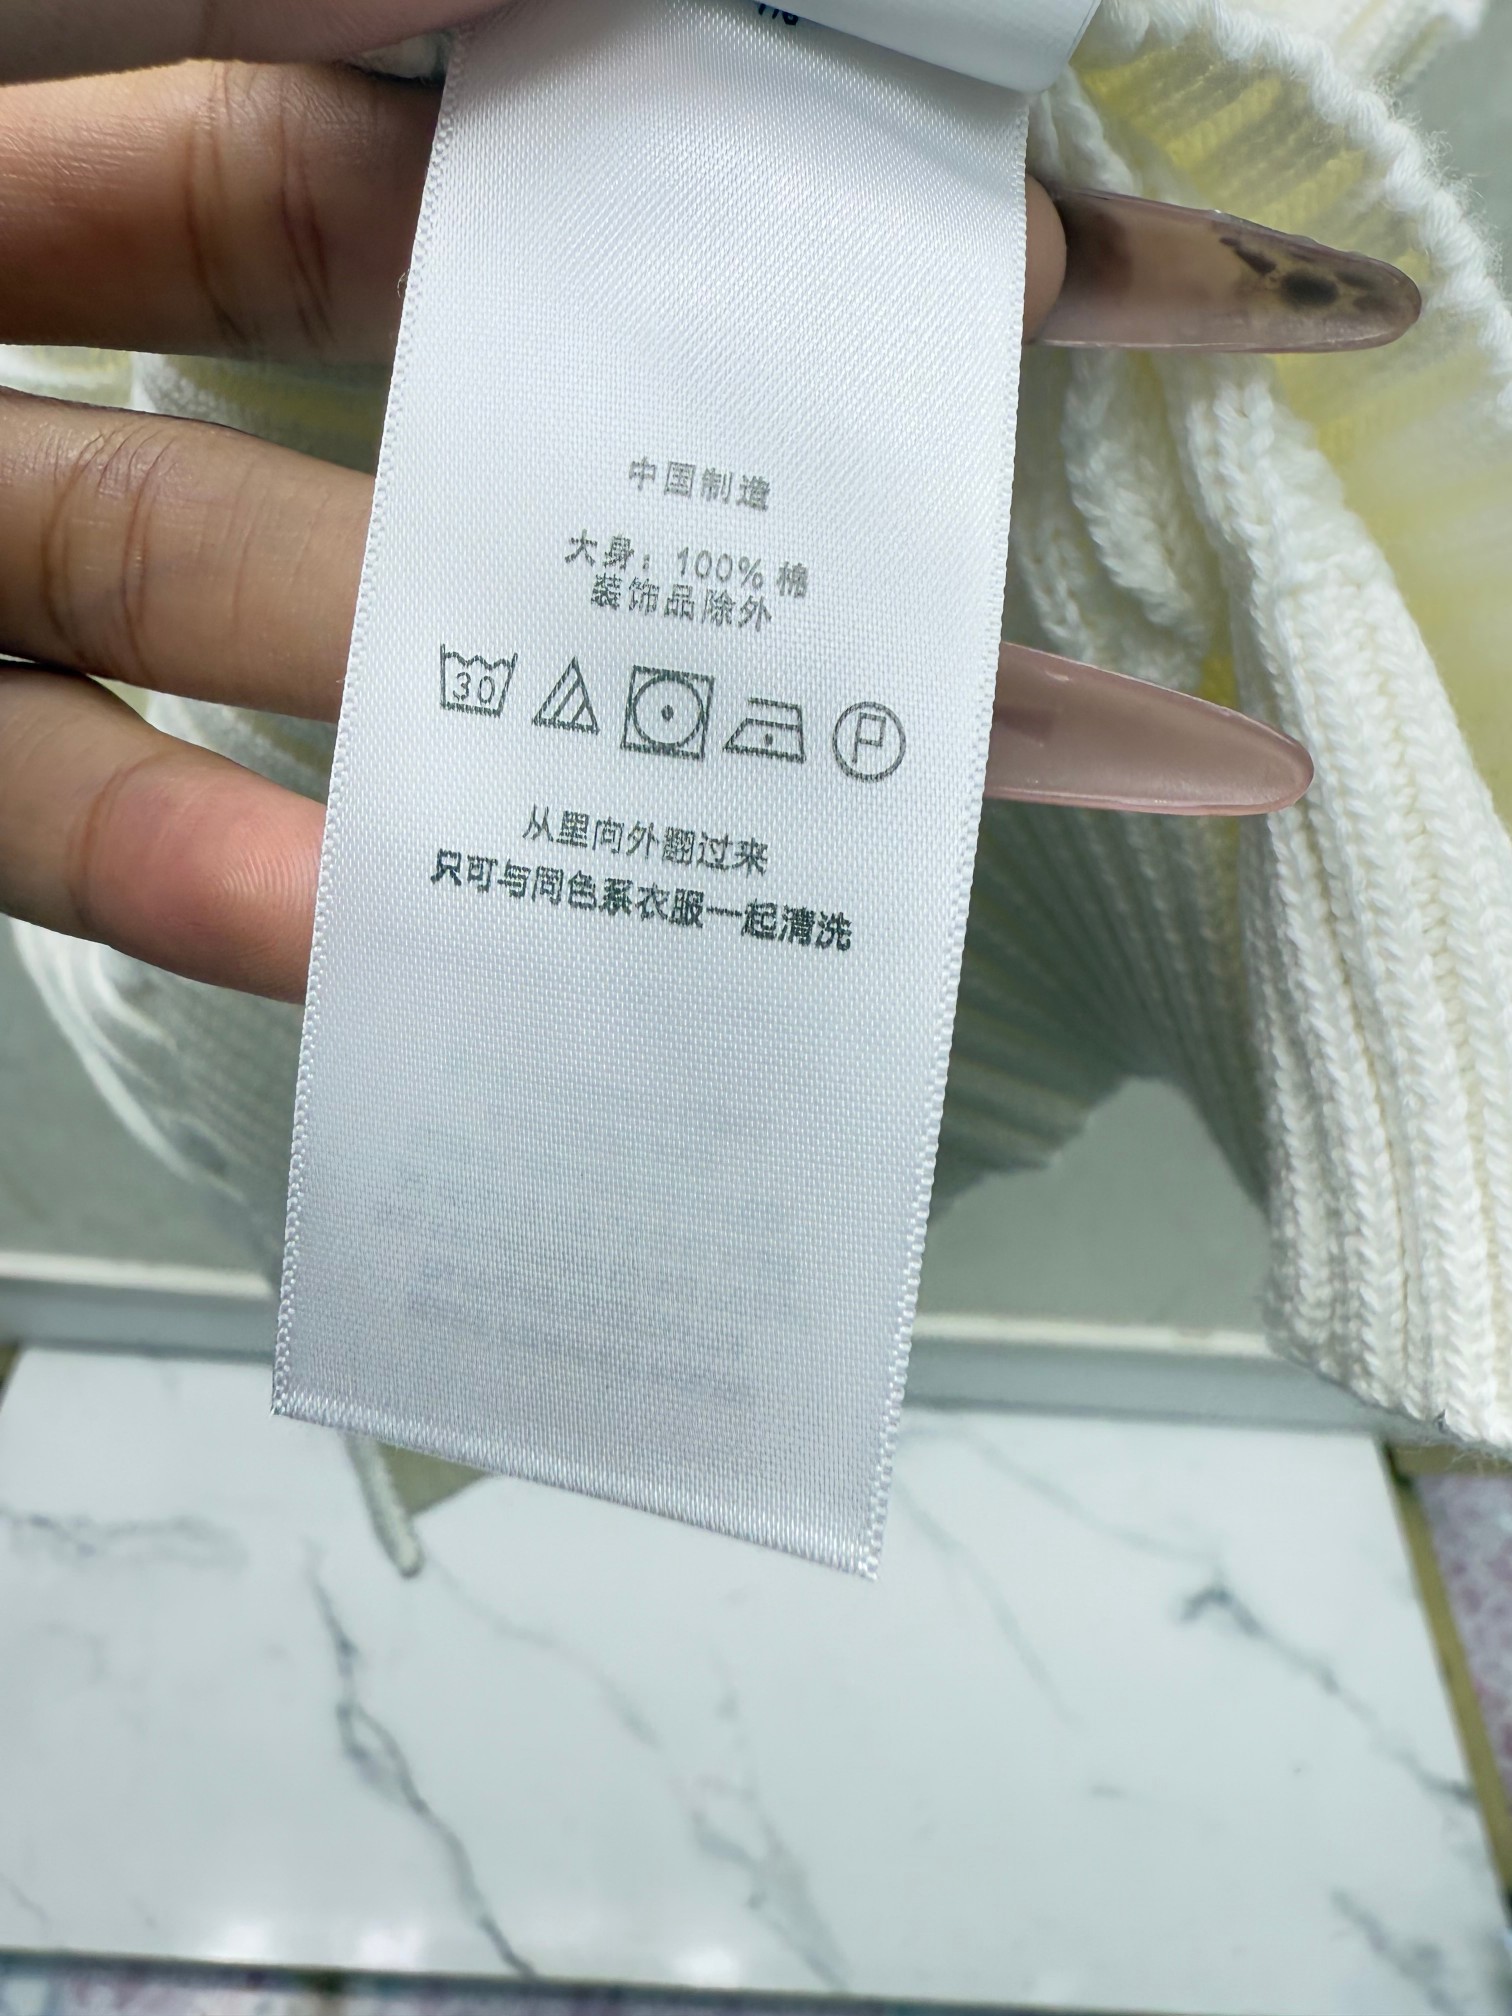 中国制造
大身：100% 棉
装饰品除外
30 P
从里向外翻过来
只可与同色系衣服一起清洗